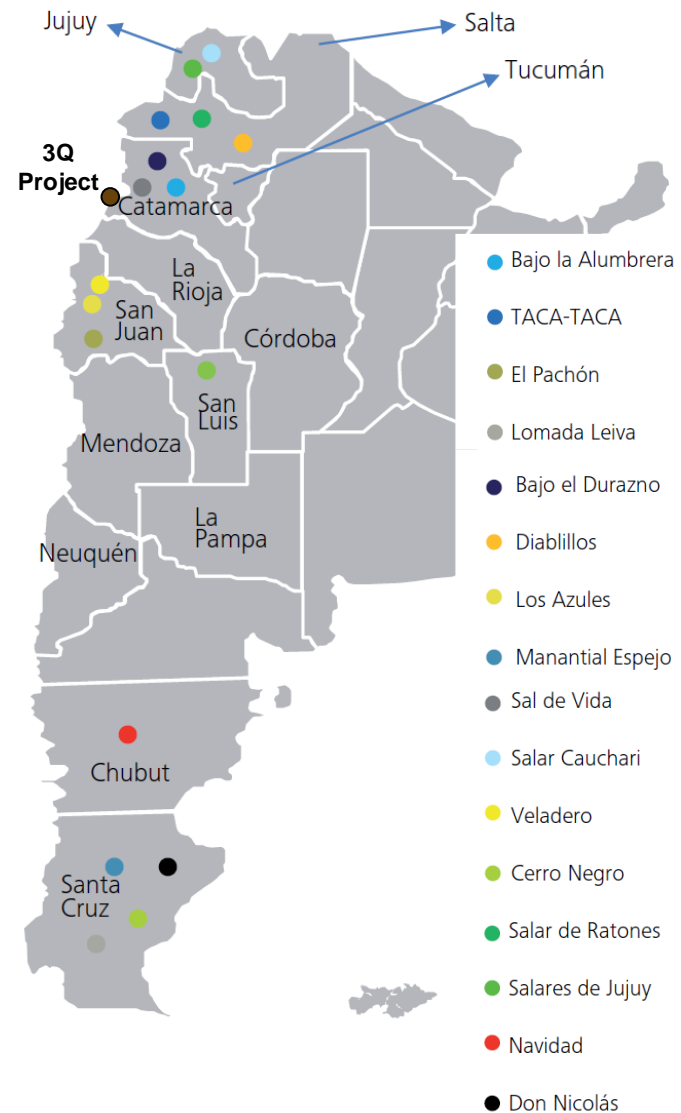 Jujuy
Salta
Tucumán
3Q
Project
Catamarca
La
Rioja
San
Juan
Córdoba
San
Luis
Mendoza
La
Pampa
Neuquén
Chubut
Santa
Cruz
Bajo la Alumbrera
TACA-TACA
El Pachón
Lomada Leiva
Bajo el Durazno
Diablillos
Los Azules
Manantial Espejo
Sal de Vida
Salar Cauchari
Veladero
Cerro Negro
Salar de Ratones
Salares de Jujuy
Navidad
Don Nicolás